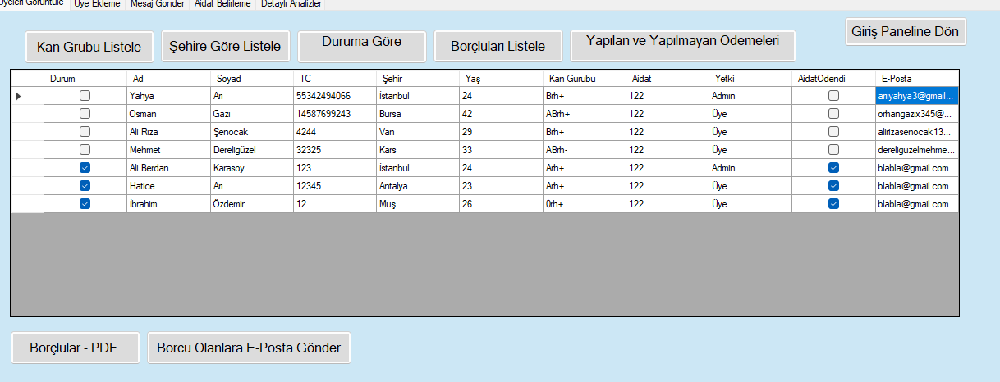 Üyeleri Görüntüle Üye Ekleme Mesaj Gönder Aidat Belirleme Detaylı Analizler
Kan Grubu Listele Şehire Göre Listele Duruma Göre Borçluları Listele Yapılan ve Yapılmayan Ödemeleri Giriş Paneline Dön
Durum Ad Soyad TC Şehir Yaş Kan Gurubu Aidat Yetki AidatOdendi E-Posta
Yahya Arı 55342494066 İstanbul 24 Brh+ 122 Admin ariiyahya3@gmail...
Osman Gazi 14587699243 Bursa 42 ABrh+ 122 Üye orhangazix345@...
Ali Rıza Şenocak 4244 Van 29 Brh+ 122 Üye alirizasenocak13...
Mehmet Dereligüzel 32325 Kars 33 ABrh- 122 Üye dereliguzelmehme...
Ali Berdan Karasoy 123 İstanbul 24 Arh+ 122 Admin blabla@gmail.com
Hatice Arı 12345 Antalya 23 Arh+ 122 Üye blabla@gmail.com
İbrahim Özdemir 12 Muş 26 0rh+ 122 Üye blabla@gmail.com
Borçlular - PDF Borcu Olanlara E-Posta Gönder